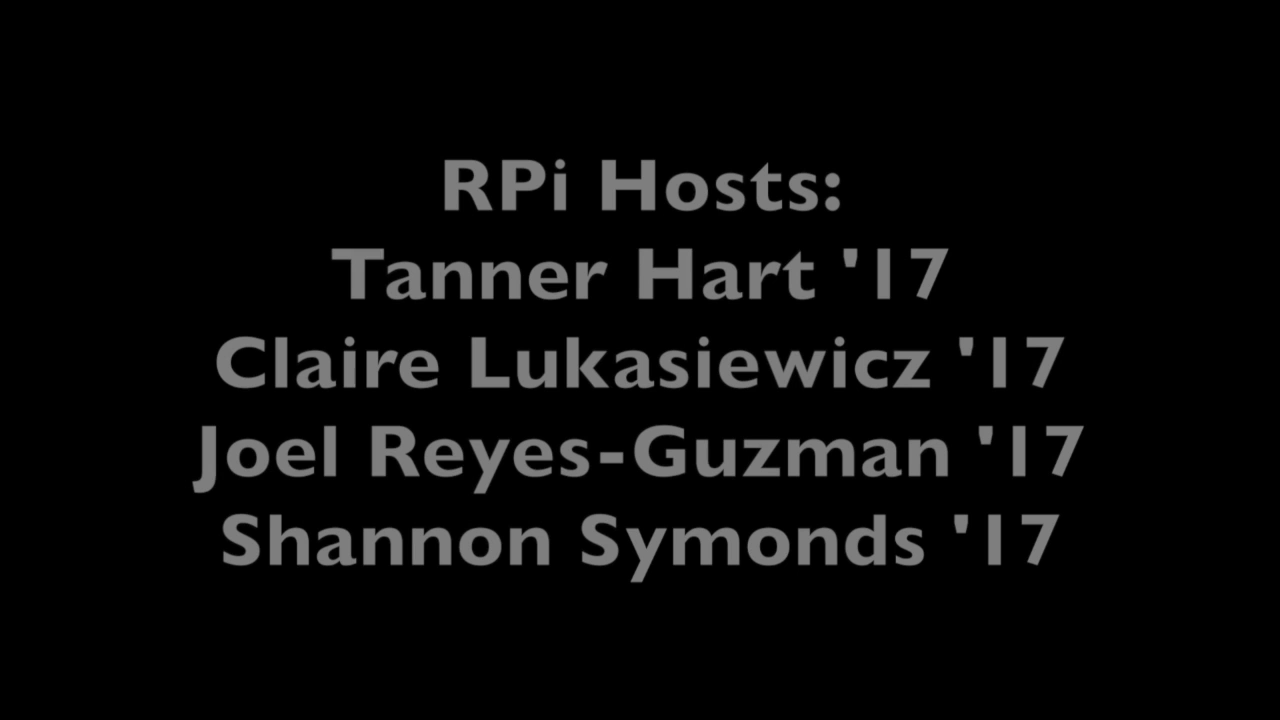 RPi Hosts:
Tanner Hart '17
Claire Lukasiewicz '17
Joel Reyes-Guzman '17
Shannon Symonds '17